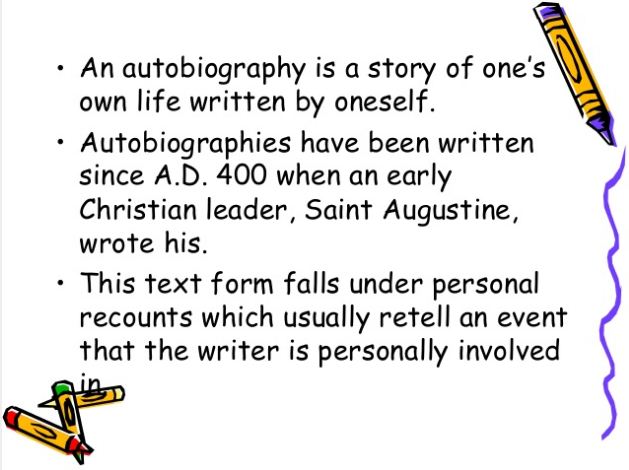 • An autobiography is a story of one's
own life written by oneself.
• Autobiographies have been written
since A.D. 400 when an early
Christian leader, Saint Augustine,
wrote his.
• This text form falls under personal
recounts which usually retell an event
that the writer is personally involved
in